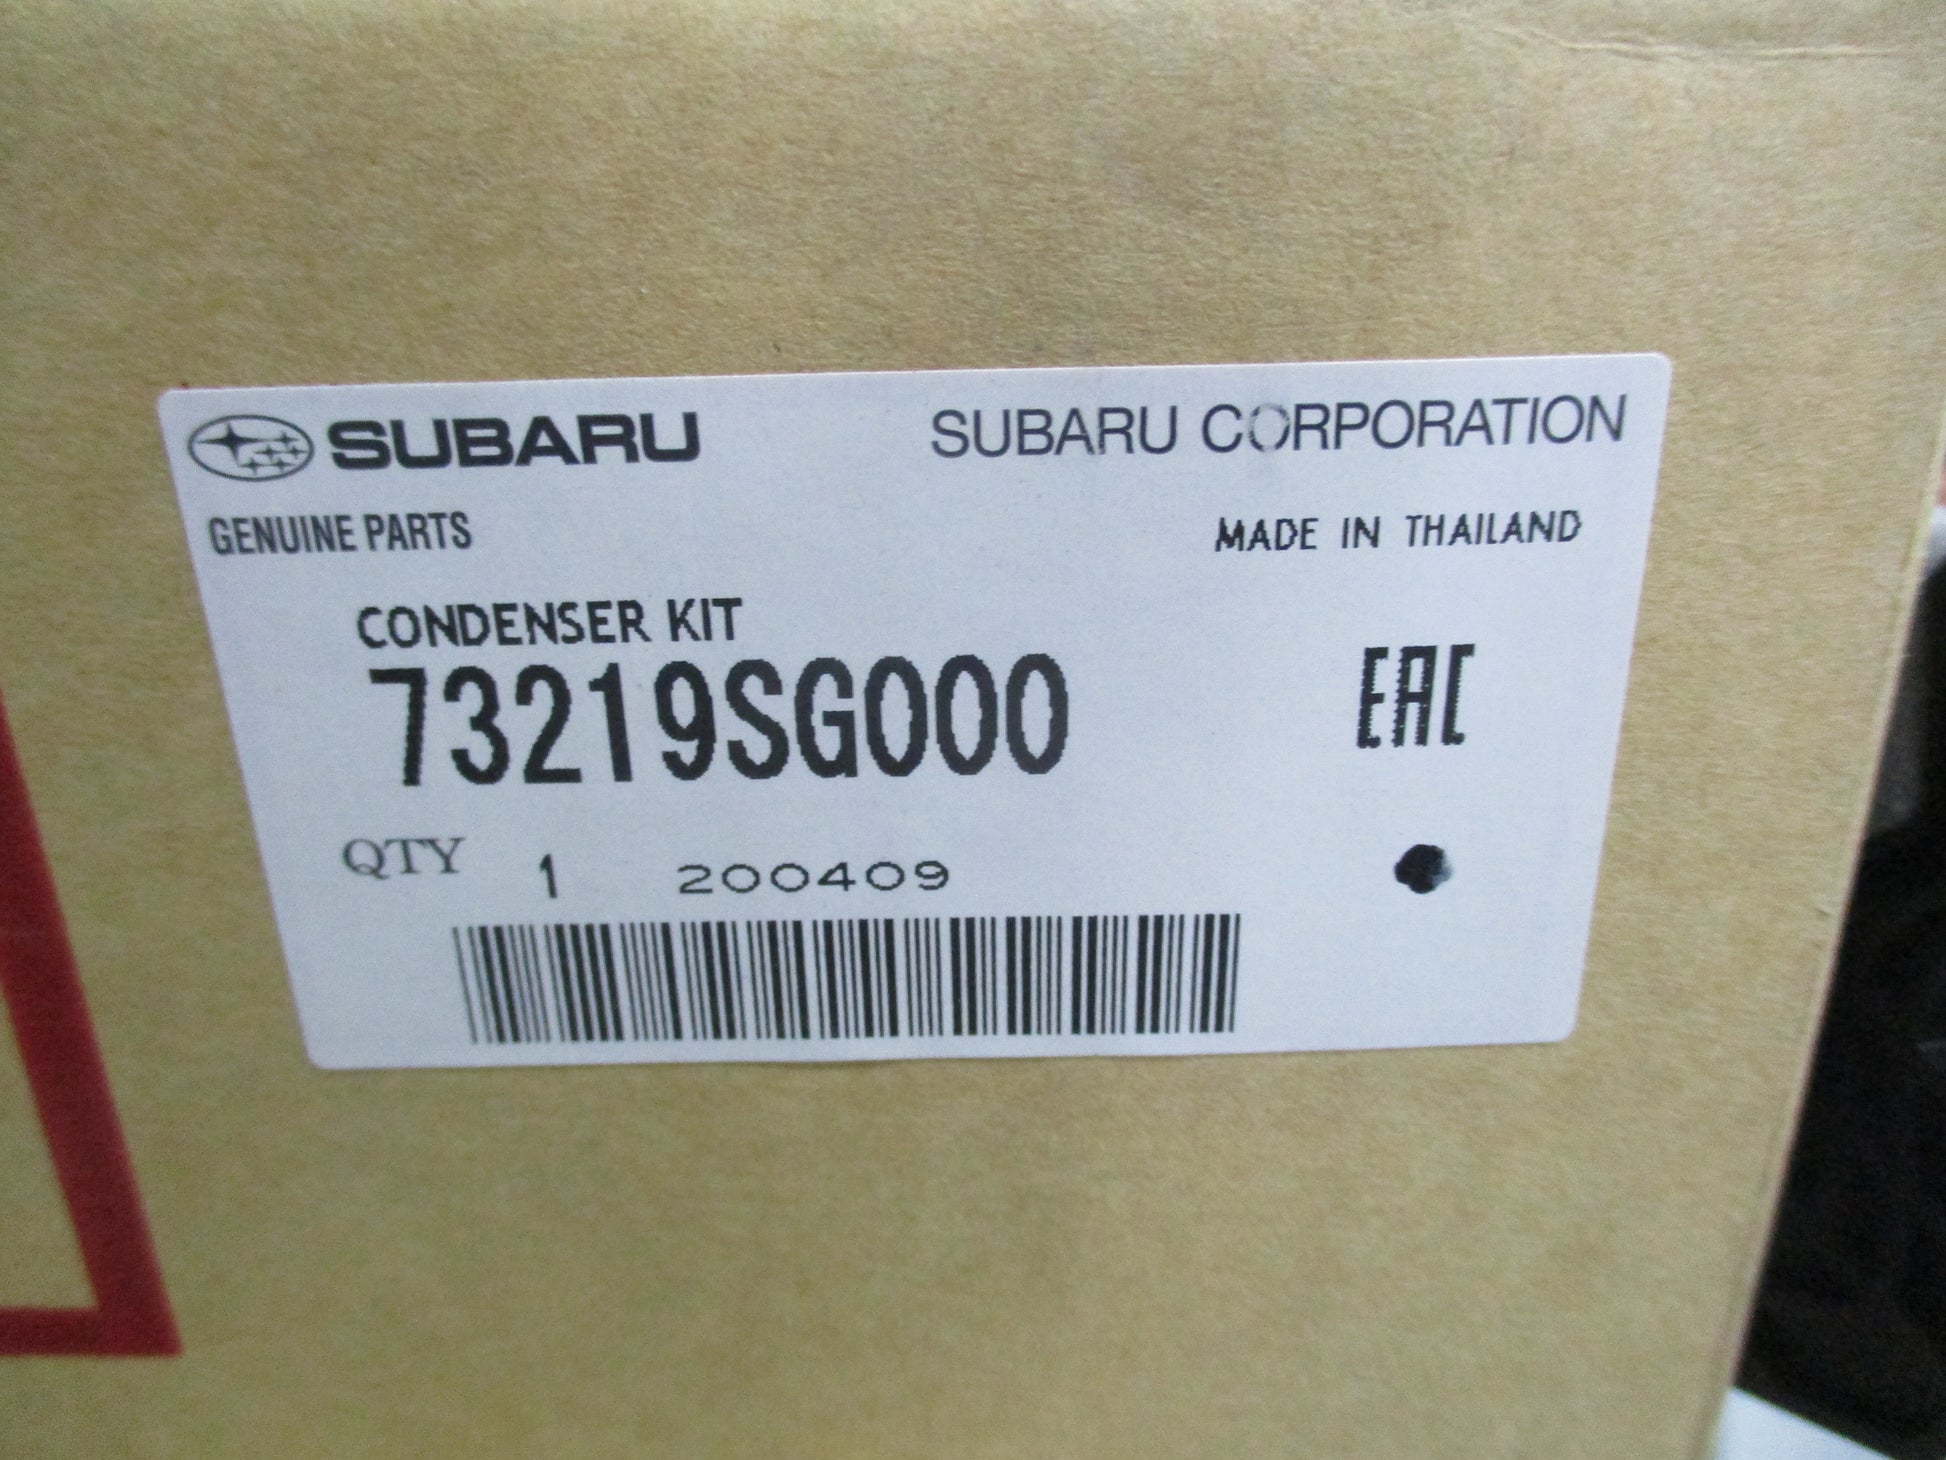 SUBARU SUBARU CORPORATION
GENUINE PARTS MADE IN THAILAND
CONDENSER KIT
73219SG000 EAC
QTY 1 200409